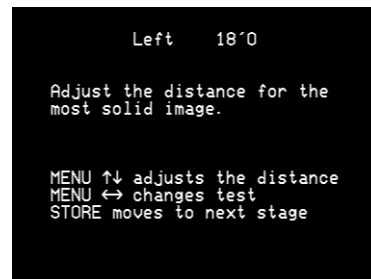 Left 18´0
Adjust the distance for the
most solid image.
MENU ↑↓ adjusts the distance
MENU ↔ changes test
STORE moves to next stage